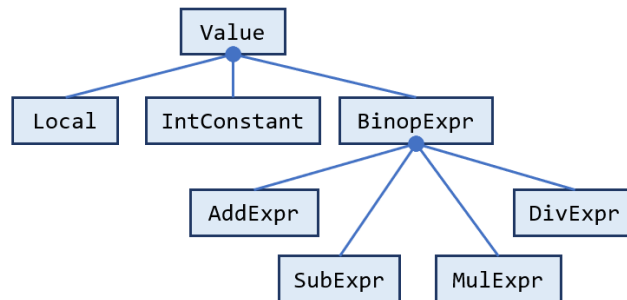 Value
Local
IntConstant
BinopExpr
AddExpr
DivExpr
SubExpr
MulExpr